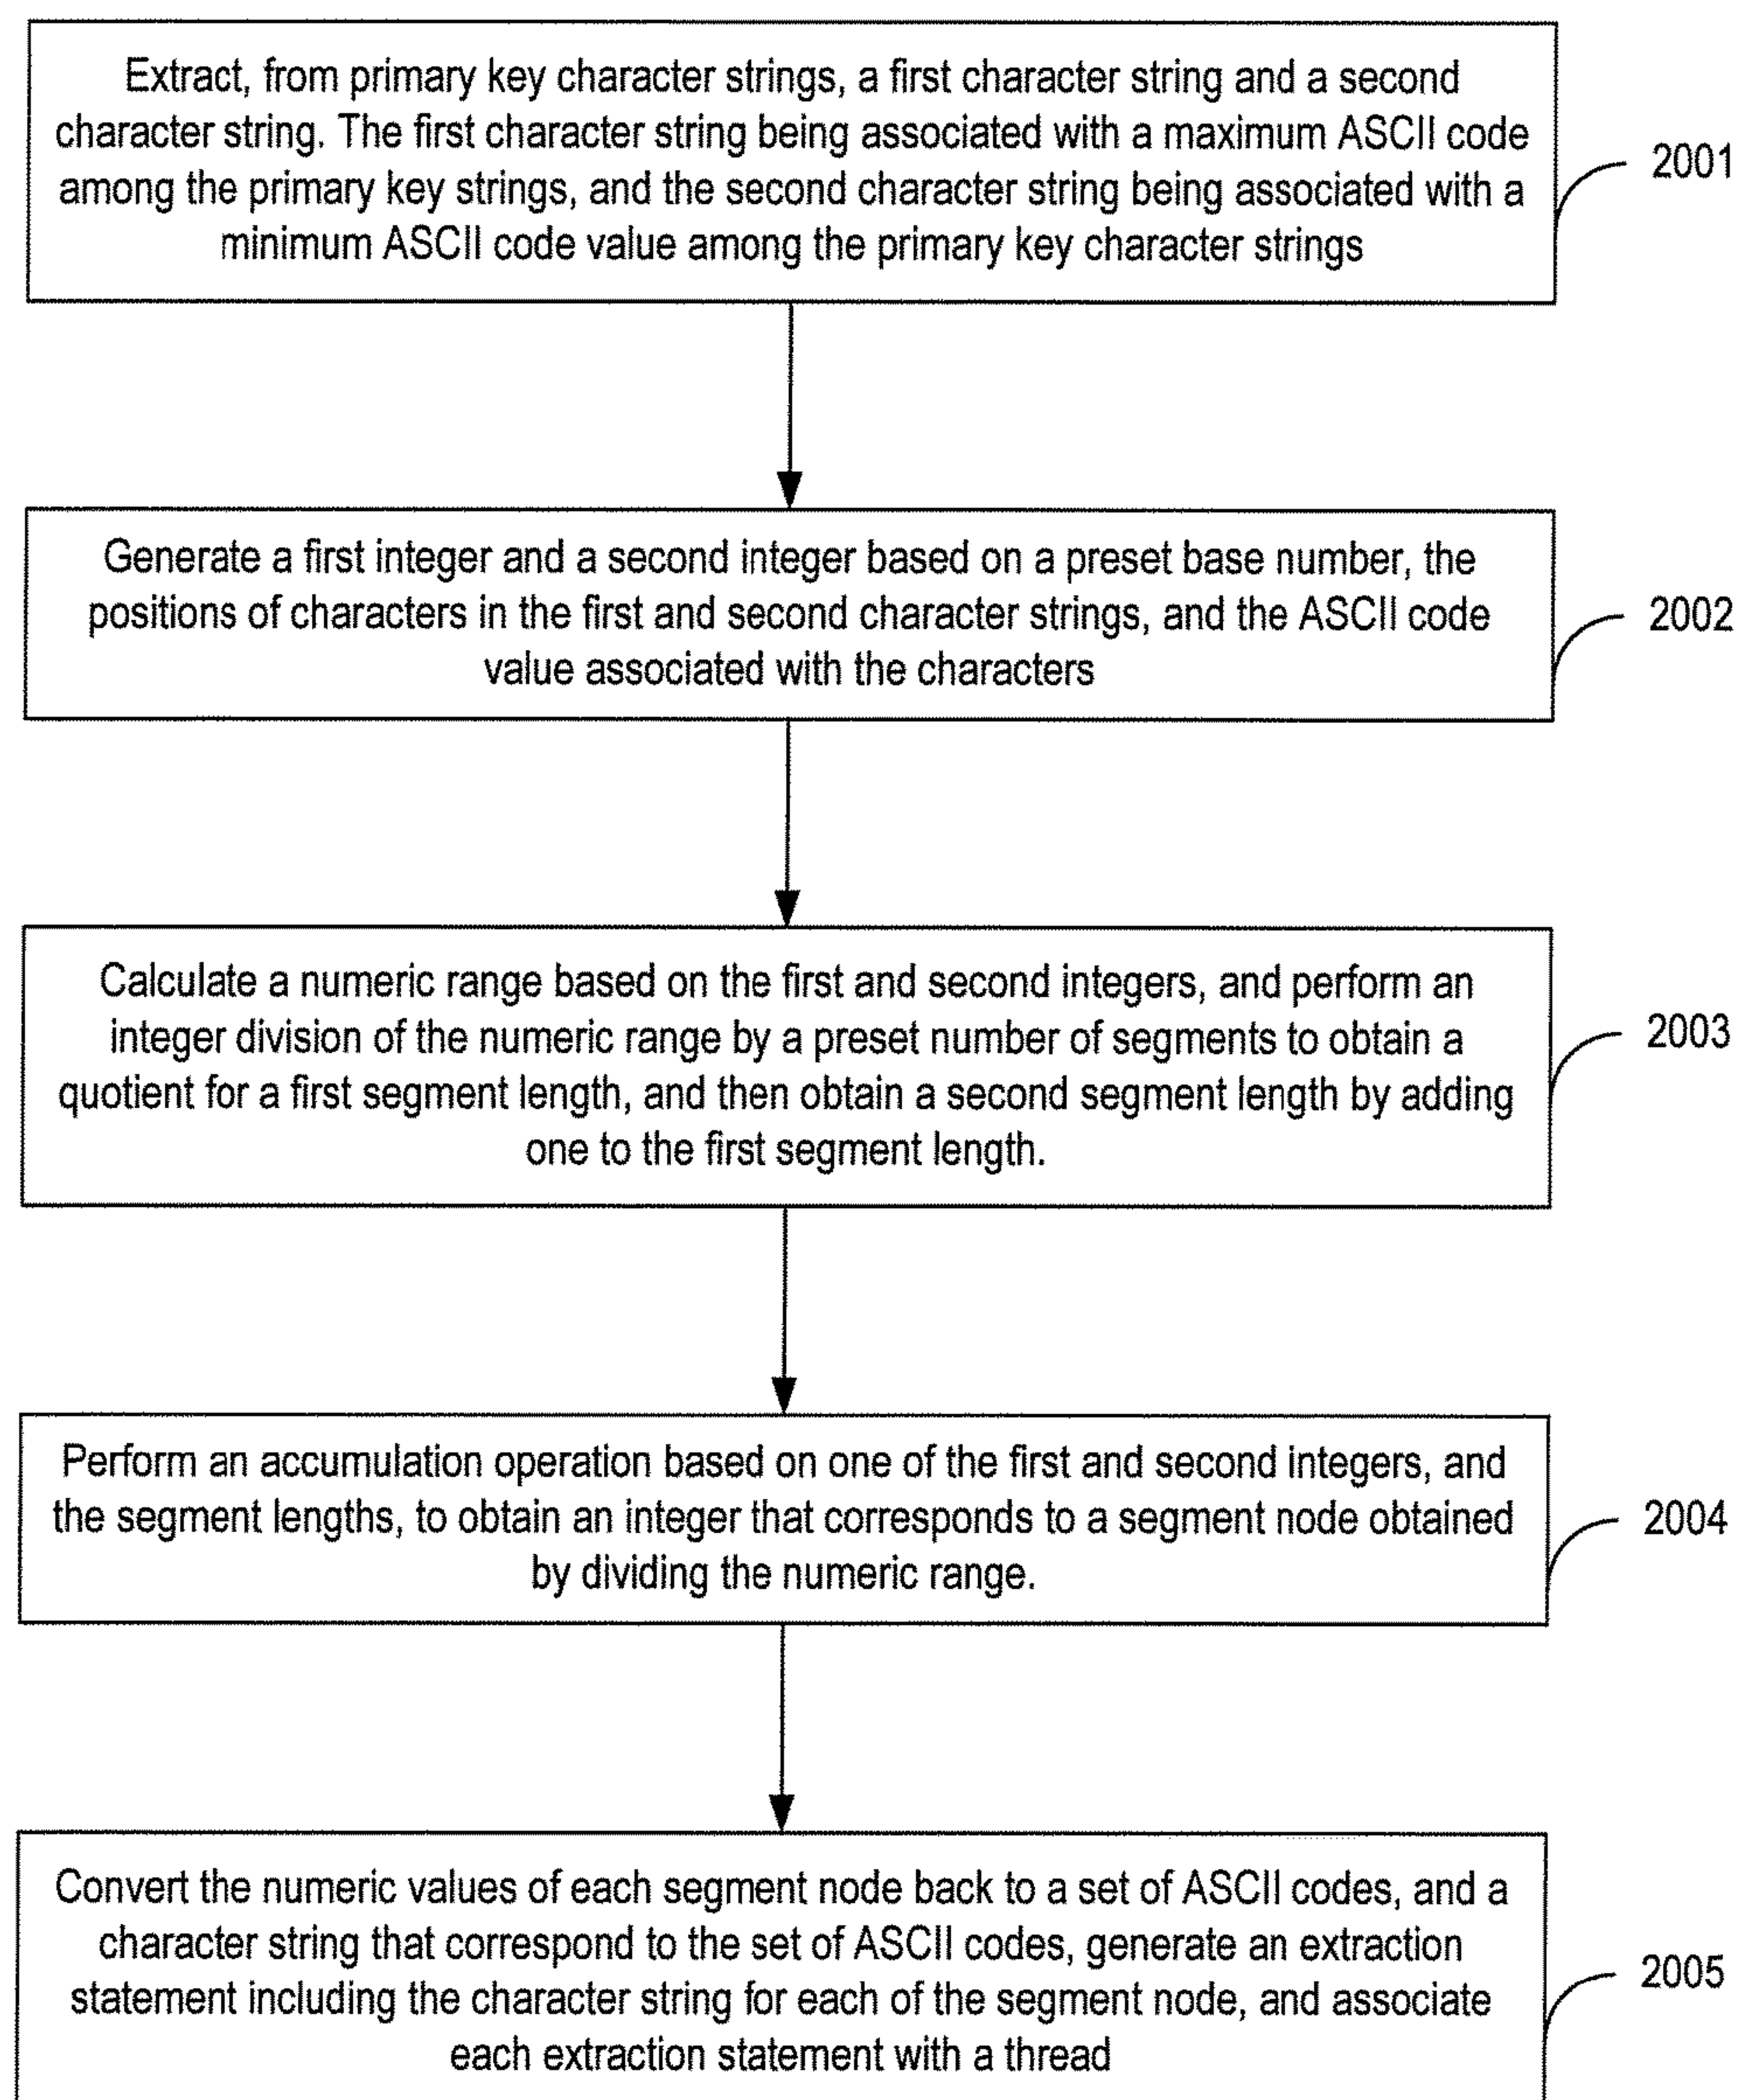 Extract, from primary key character strings, a first character string and a second
character string. The first character string being associated with a maximum ASCII code
among the primary key strings, and the second character string being associated with a
minimum ASCII code value among the primary key character strings
2001
Generate a first integer and a second integer based on a preset base number, the
positions of characters in the first and second character strings, and the ASCII code
value associated with the characters
2002
Calculate a numeric range based on the first and second integers, and perform an
integer division of the numeric range by a preset number of segments to obtain a
quotient for a first segment length, and then obtain a second segment length by adding
one to the first segment length.
2003
Perform an accumulation operation based on one of the first and second integers, and
the segment lengths, to obtain an integer that corresponds to a segment node obtained
by dividing the numeric range.
2004
Convert the numeric values of each segment node back to a set of ASCII codes, and a
character string that correspond to the set of ASCII codes, generate an extraction
statement including the character string for each of the segment node, and associate
each extraction statement with a thread
2005